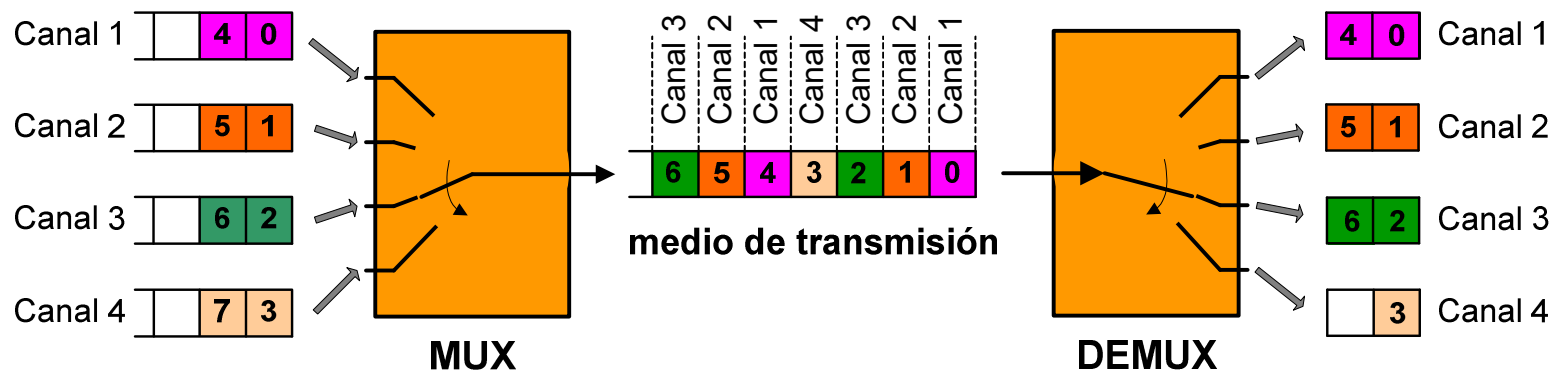 Canal 1 4 0
Canal 2 5 1
Canal 3 6 2
Canal 4 7 3
MUX
Canal 3
Canal 2
Canal 1
Canal 4
Canal 3
Canal 2
Canal 1
6 5 4 3 2 1 0
medio de transmisión
DEMUX
4 0 Canal 1
5 1 Canal 2
6 2 Canal 3
3 Canal 4